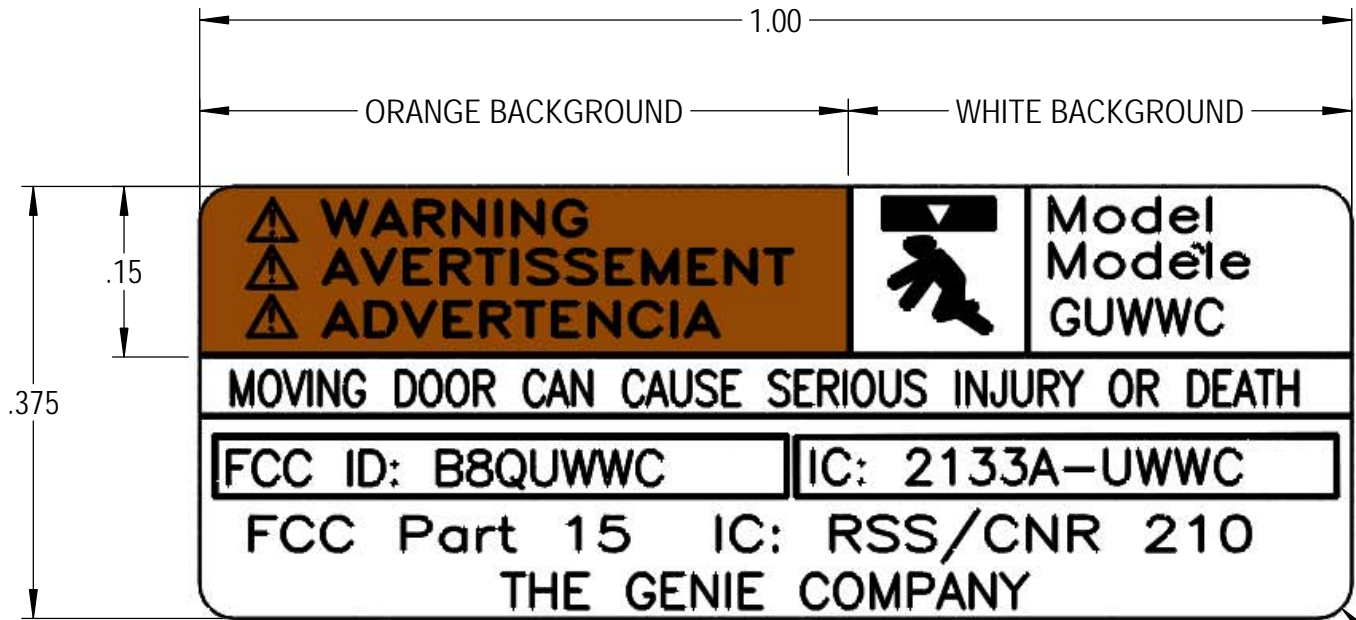 1.00
ORANGE BACKGROUND WHITE BACKGROUND
WARNING
AVERTISSEMENT
ADVERTENCIA
Model
Modèle
GUWWC
.15
.375
MOVING DOOR CAN CAUSE SERIOUS INJURY OR DEATH
FCC ID: B8QUWWC IC: 2133A-UWWC
FCC Part 15 IC: RSS/CNR 210
THE GENIE COMPANY